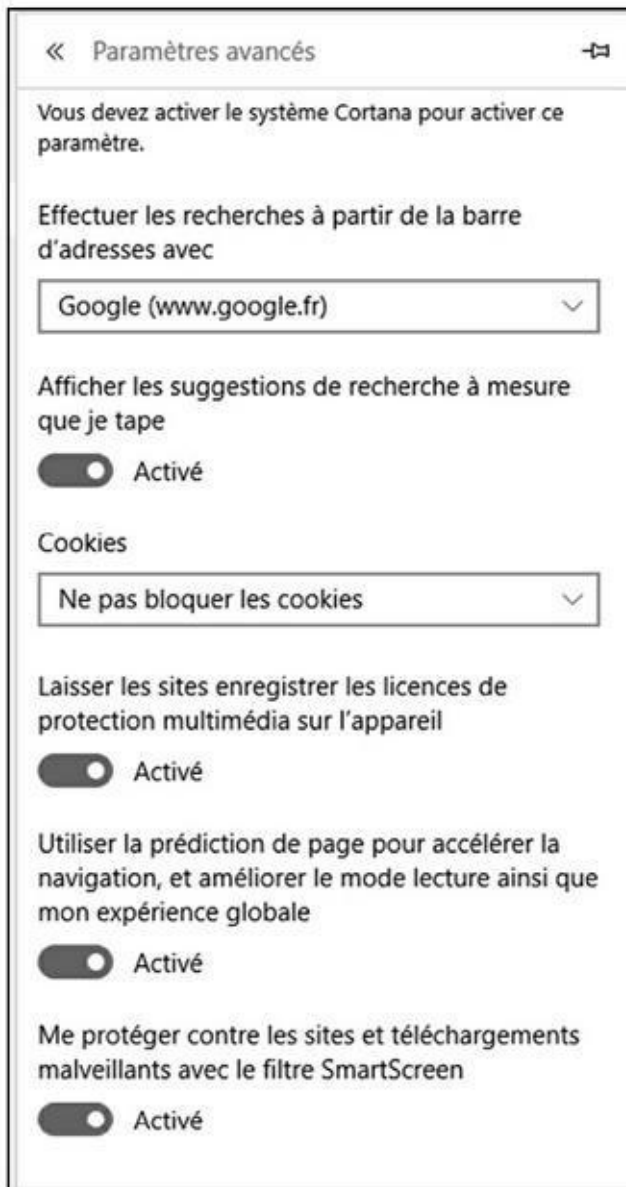 « Paramètres avancés
Vous devez activer le système Cortana pour activer ce
paramètre.
Effectuer les recherches à partir de la barre
d'adresses avec
Google (www.google.fr)
Afficher les suggestions de recherche à mesure
que je tape
Activé
Cookies
Ne pas bloquer les cookies
Laisser les sites enregistrer les licences de
protection multimédia sur l'appareil
Activé
Utiliser la prédiction de page pour accélérer la
navigation, et améliorer le mode lecture ainsi que
mon expérience globale
Activé
Me protéger contre les sites et téléchargements
malveillants avec le filtre SmartScreen
Activé